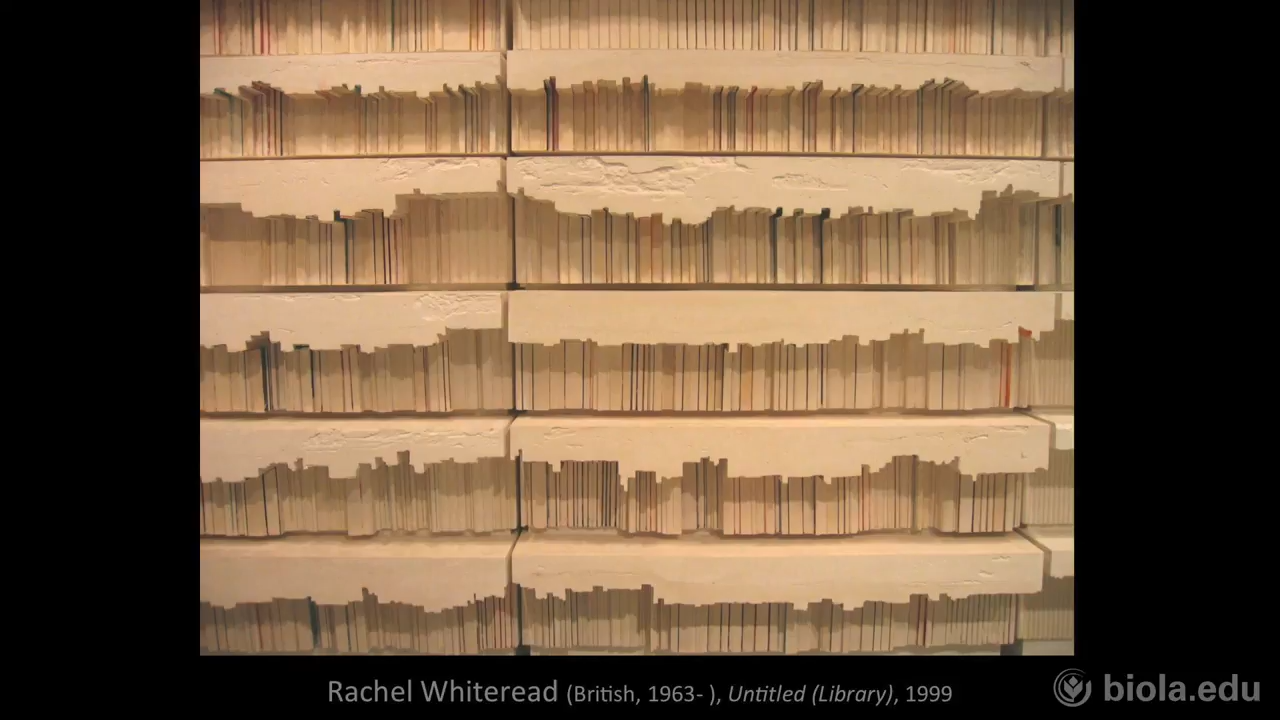 Rachel Whiteread (British, 1963- ), Untitled (Library), 1999
biola.edu